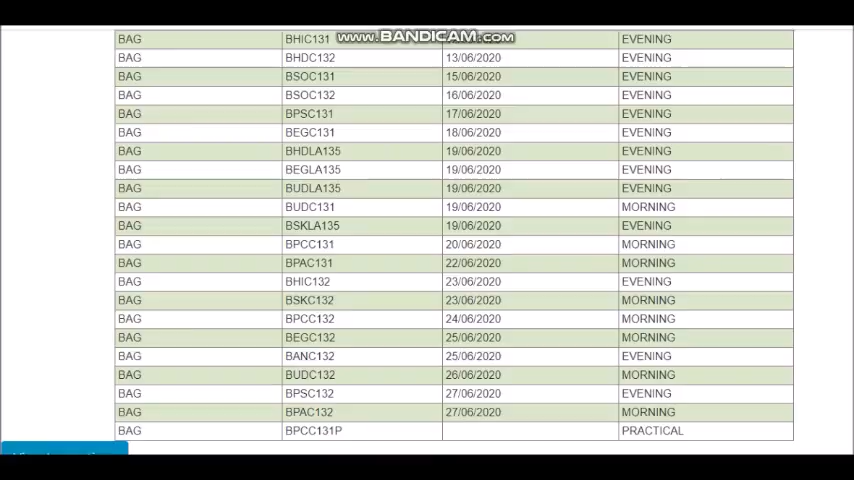 www.BANDICAM.COM
BAG BHIC131 EVENING
BAG BHDC132 13/06/2020 EVENING
BAG BSOC131 15/06/2020 EVENING
BAG BSOC132 16/06/2020 EVENING
BAG BPSC131 17/06/2020 EVENING
BAG BEGC131 18/06/2020 EVENING
BAG BHDLA135 19/06/2020 EVENING
BAG BEGLA135 19/06/2020 EVENING
BAG BUDLA135 19/06/2020 EVENING
BAG BUDC131 19/06/2020 MORNING
BAG BSKLA135 19/06/2020 EVENING
BAG BPCC131 20/06/2020 MORNING
BAG BPAC131 22/06/2020 MORNING
BAG BHIC132 23/06/2020 EVENING
BAG BSKC132 23/06/2020 MORNING
BAG BPCC132 24/06/2020 MORNING
BAG BEGC132 25/06/2020 MORNING
BAG BANC132 25/06/2020 EVENING
BAG BUDC132 26/06/2020 MORNING
BAG BPSC132 27/06/2020 EVENING
BAG BPAC132 27/06/2020 MORNING
BAG BPCC131P PRACTICAL